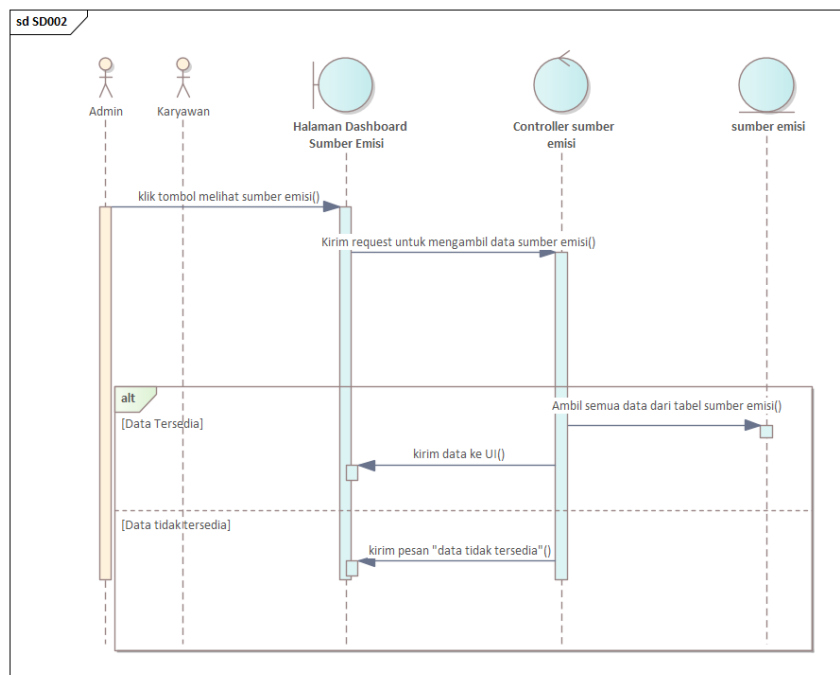 sd SD002
Admin
Karyawan
Halaman Dashboard
Sumber Emisi
Controller sumber
emisi
sumber emisi
klik tombol melihat sumber emisi()
Kirim request untuk mengambil data sumber emisi()
alt
[Data Tersedia]
Ambil semua data dari tabel sumber emisi()
kirim data ke UI()
[Data tidak tersedia]
kirim pesan "data tidak tersedia"()